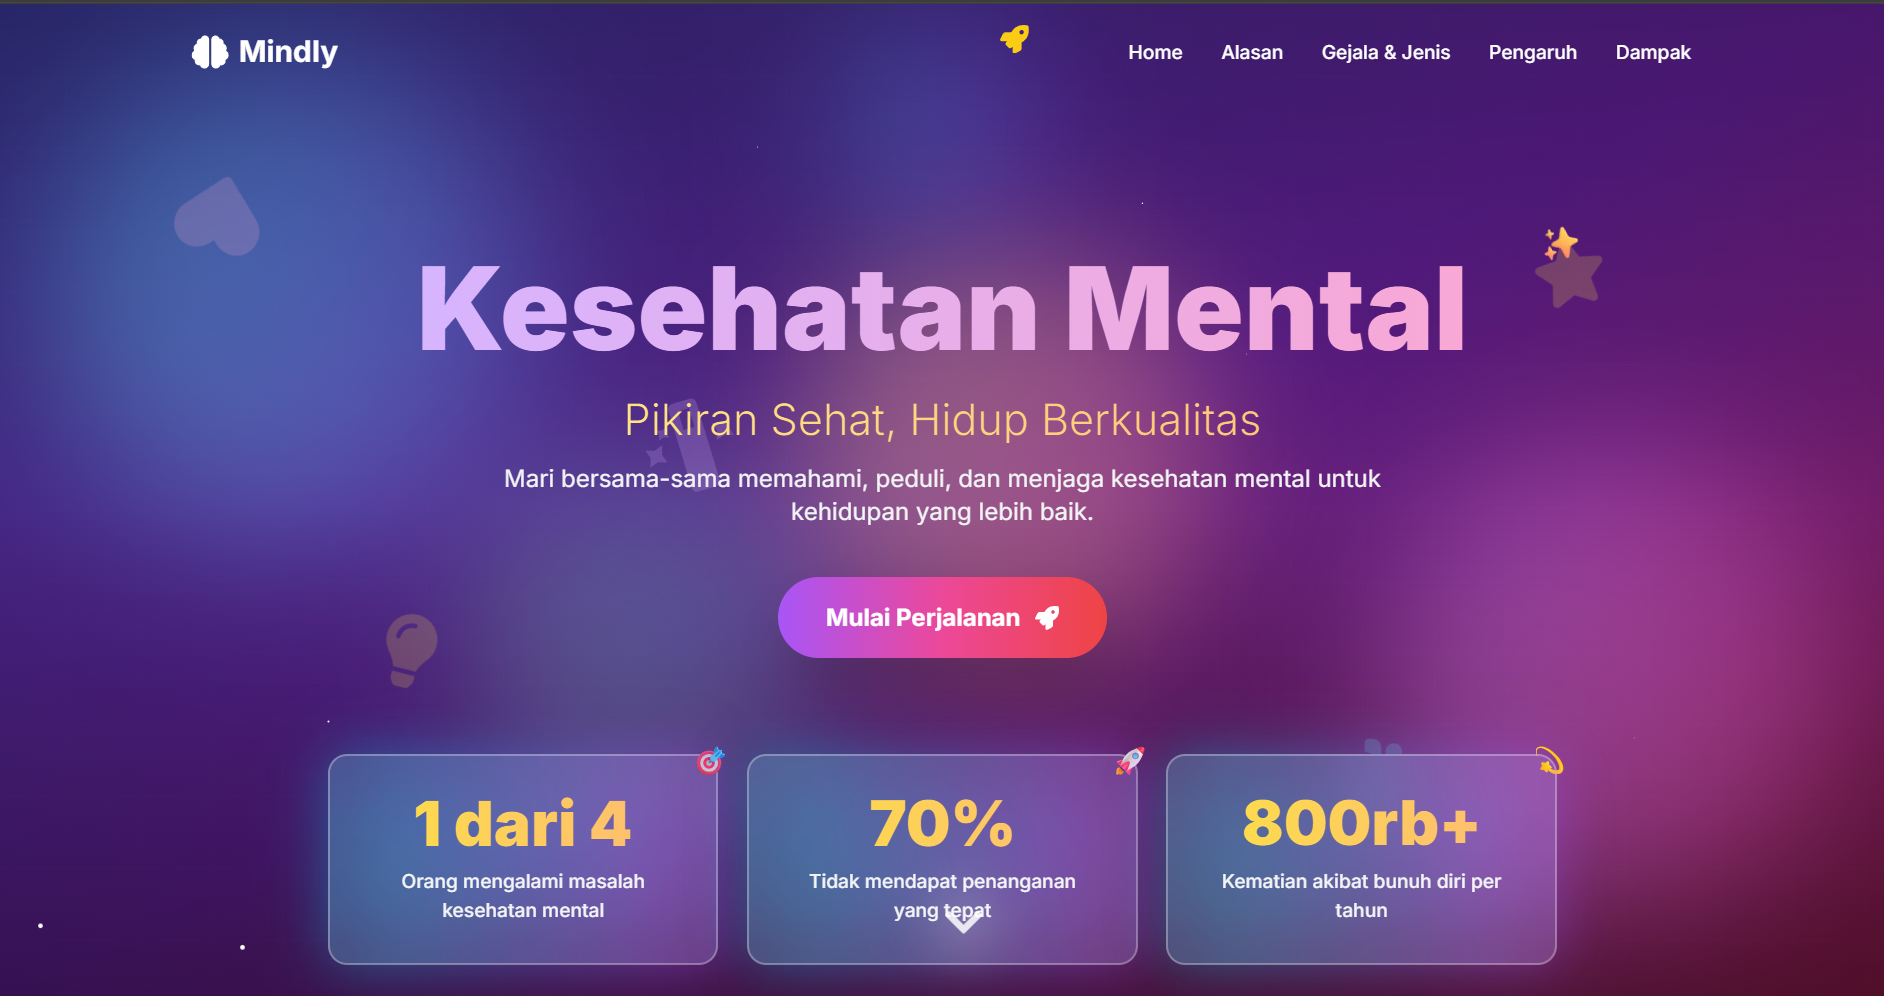 Mindly
Home
Alasan
Gejala & Jenis
Pengaruh
Dampak
Kesehatan Mental
Pikiran Sehat, Hidup Berkualitas
Mari bersama-sama memahami, peduli, dan menjaga kesehatan mental untuk
kehidupan yang lebih baik.
Mulai Perjalanan
1 dari 4
Orang mengalami masalah
kesehatan mental
70%
Tidak mendapat penanganan
yang tepat
800rb+
Kematian akibat bunuh diri per
tahun